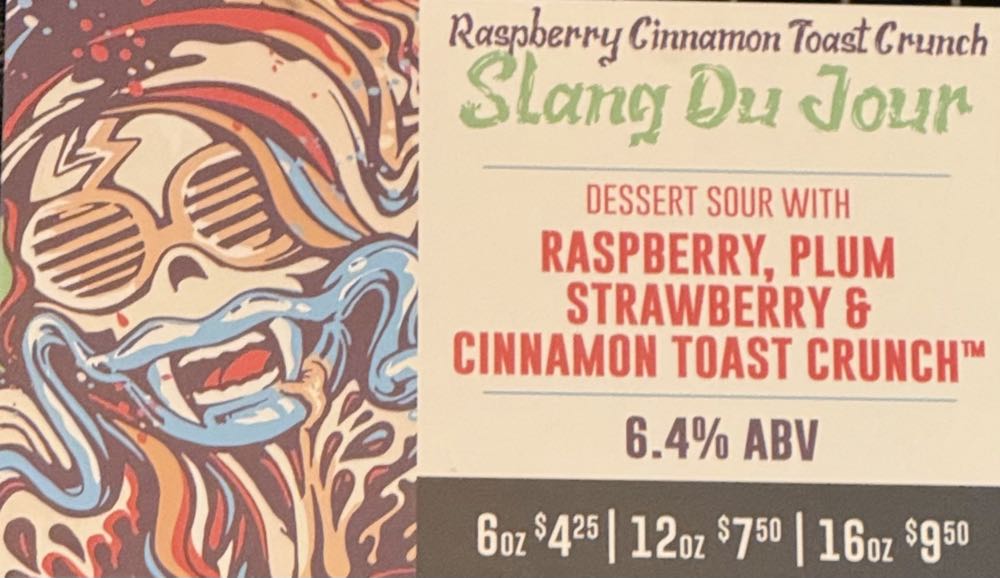 Raspberry Cinnamon Toast Crunch
Slang Du Jour
DESSERT SOUR WITH
RASPBERRY, PLUM
STRAWBERRY &
CINNAMON TOAST CRUNCH™
6.4% ABV
6oz $4.25 | 12oz $7.50 | 16oz $9.50